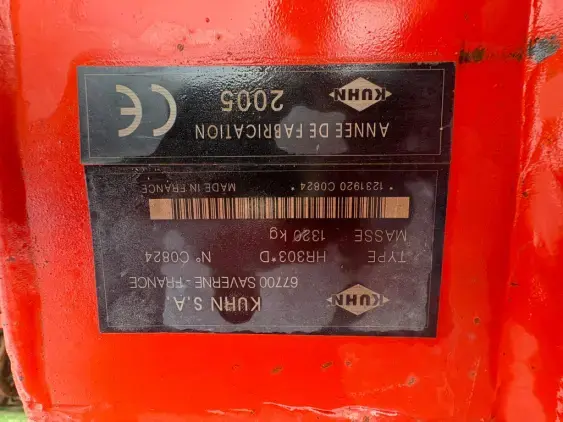 KUHN
KUHN S.A.
67700 SAVERNE - FRANCE
TYPE HR303*D N° C0824
MASSE 1320 kg
*1231920 C0824*
MADE IN FRANCE
ANNÉE DE FABRICATION
KUHN
2005
CE